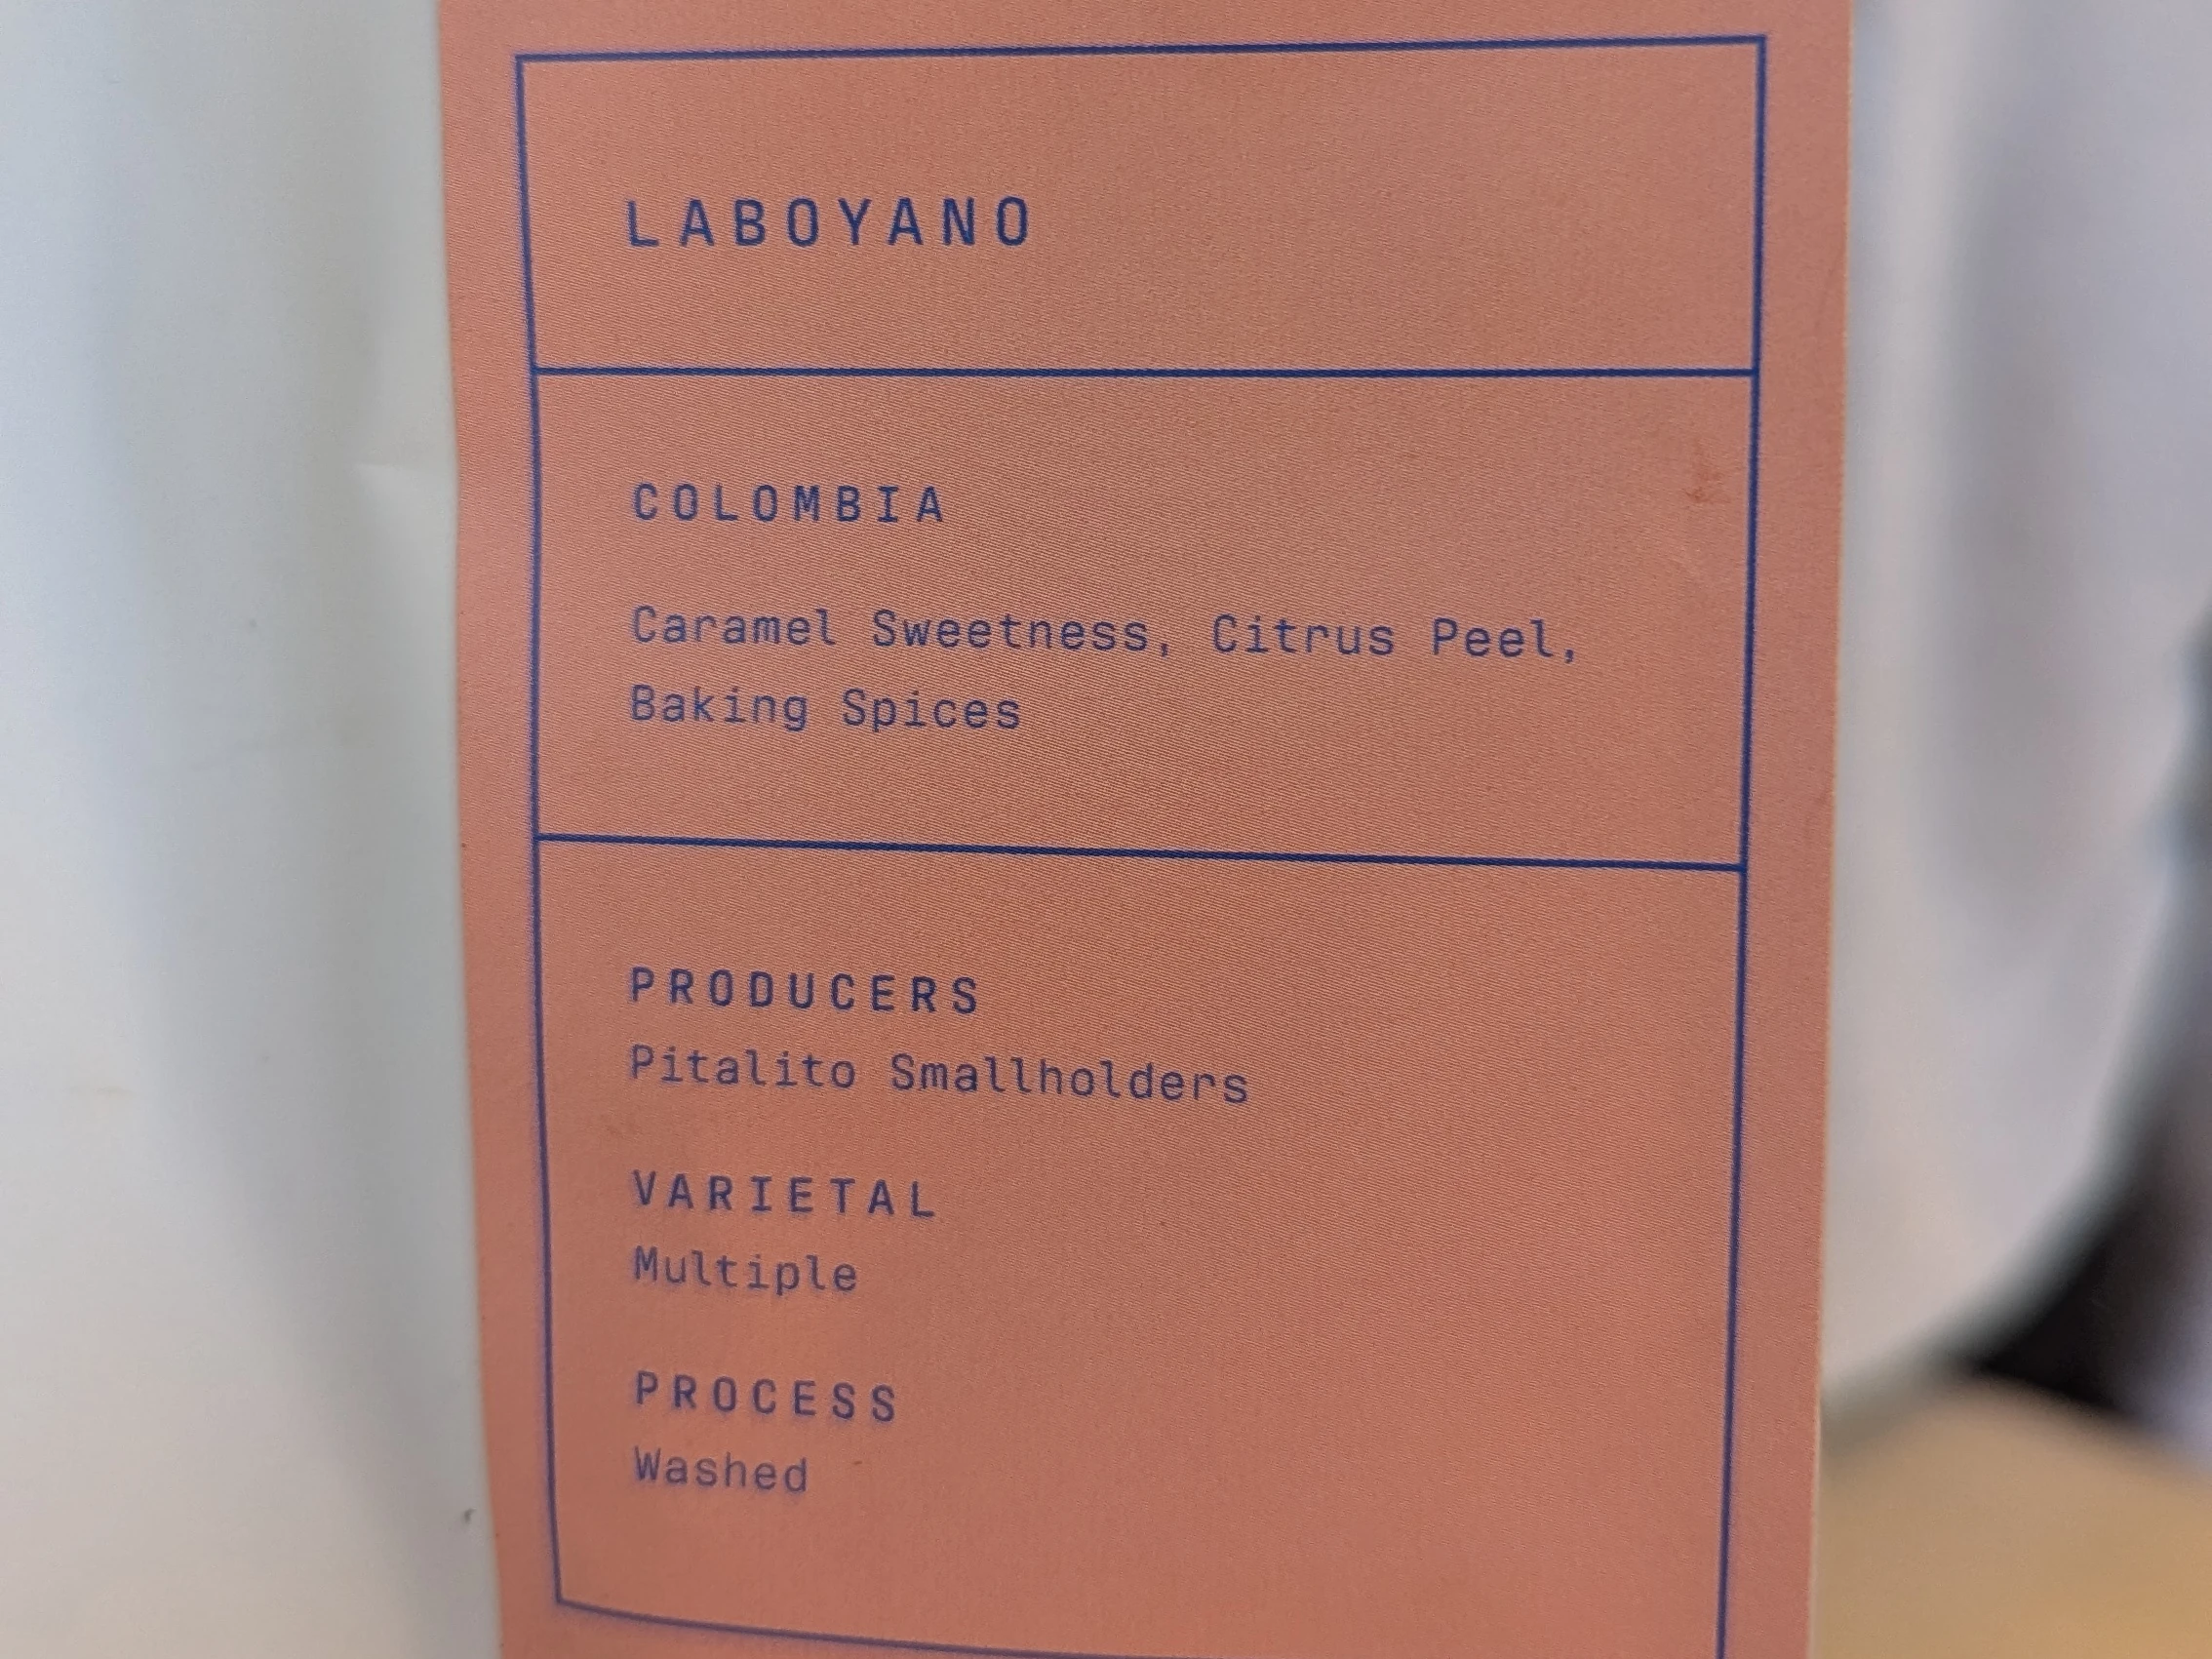 LABOYANO
COLOMBIA
Caramel Sweetness, Citrus Peel,
Baking Spices
PRODUCERS
Pitalito Smallholders
VARIETAL
Multiple
PROCESS
Washed